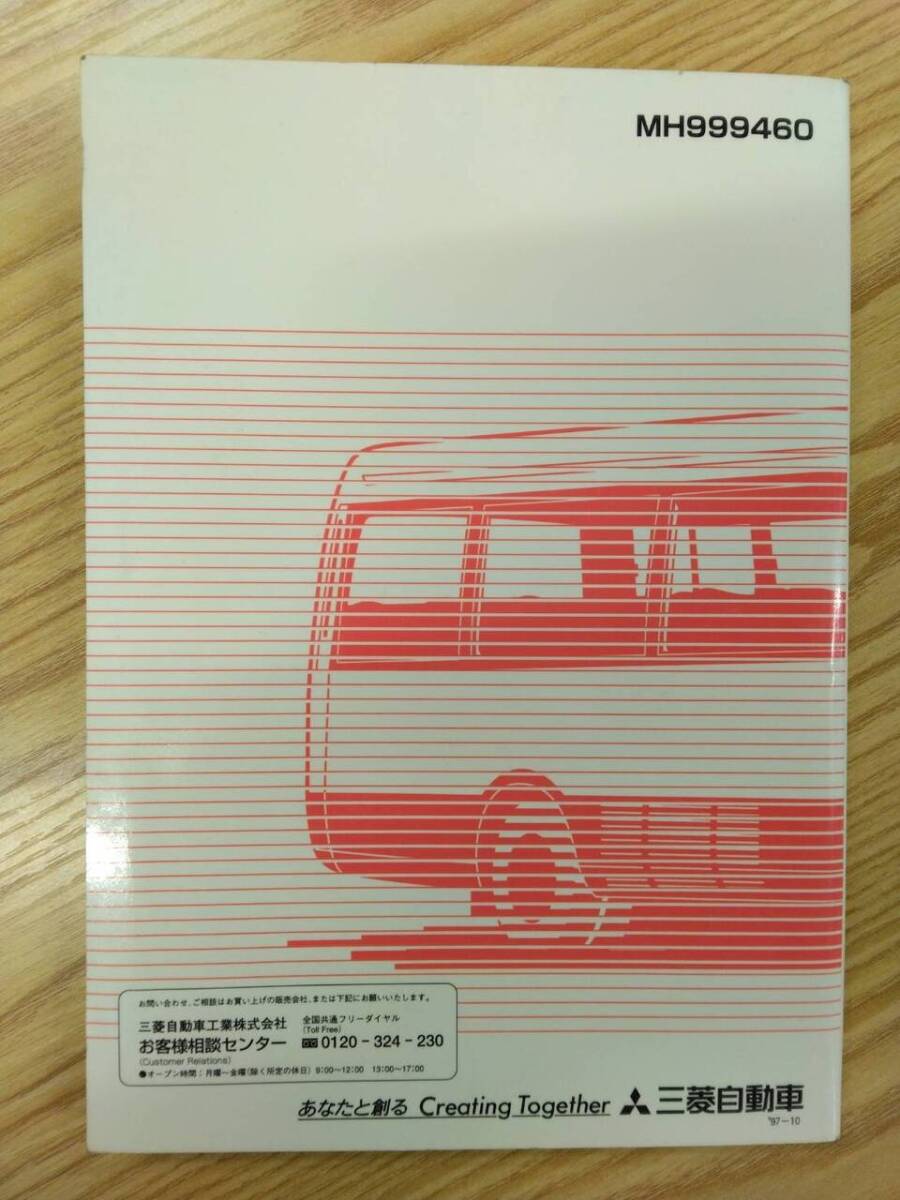 MH999460
お問い合わせ、ご相談はお買い上げの販売会社、または下記にお願いいたします。
三菱自動車工業株式会社
お客様相談センター
(Customer Relations)
全国共通フリーダイヤル
(Toll Free)
0120-324-230
●オープン時間：月曜～金曜(除く所定の休日) 9:00～12:00 13:00～17:00
あなたと創る Creating Together 三菱自動車
'97-10